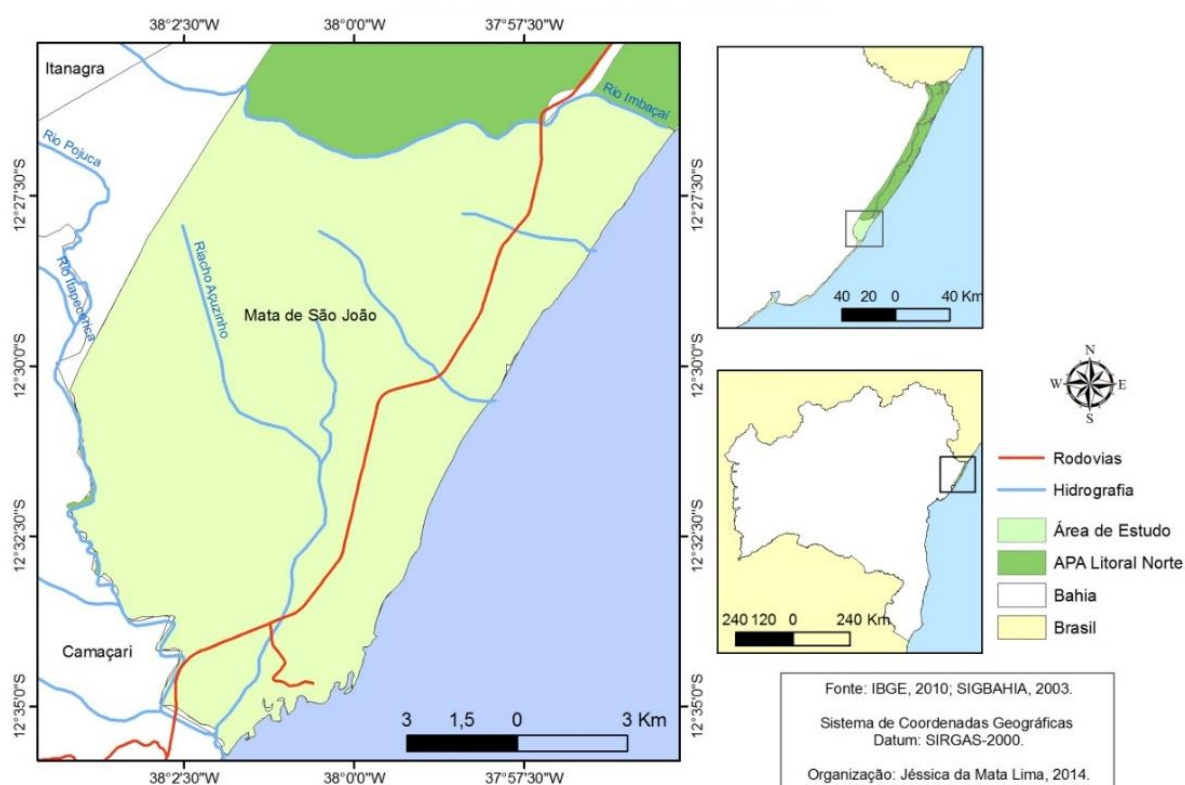 38°2'30"W 38°0'0"W 37°57'30"W
Itanagra
Rio Imbaçaí
Rio Pojuca
12°27'30"S 12°27'30"S
Rio Itapecerica
Riacho Açuzinho
Mata de São João
12°30'0"S 12°30'0"S
12°32'30"S 12°32'30"S
Camaçari
12°35'0"S 12°35'0"S
3 1,5 0 3 Km
38°2'30"W 38°0'0"W 37°57'30"W
40 20 0 40 Km
240 120 0 240 Km
N
W E
S
Rodovias
Hidrografia
Área de Estudo
APA Litoral Norte
Bahia
Brasil
Fonte: IBGE, 2010; SIGBAHIA, 2003.
Sistema de Coordenadas Geográficas
Datum: SIRGAS-2000.
Organização: Jéssica da Mata Lima, 2014.